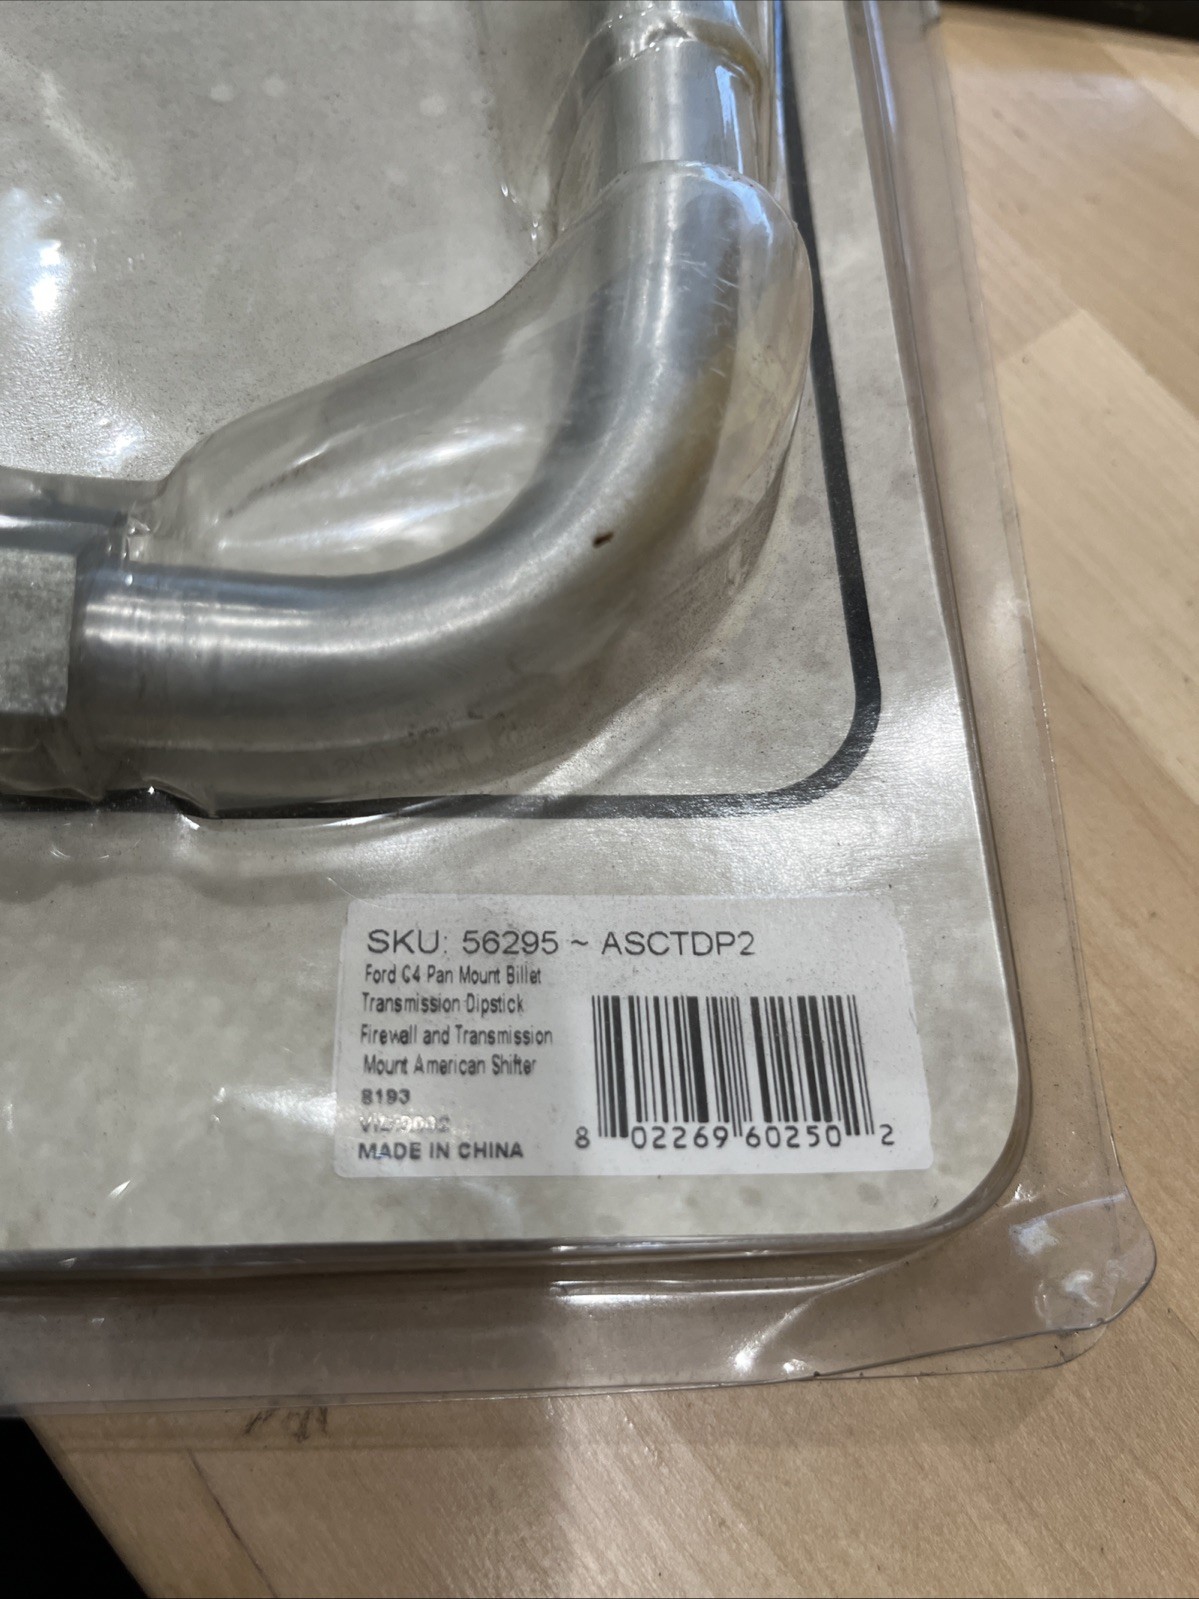 SKU: 56295 ~ ASCTDP2
Ford C4 Pan Mount Billet
Transmission Dipstick
Firewall and Transmission
Mount American Shifter
8193
MADE IN CHINA
8 02269 60250 2